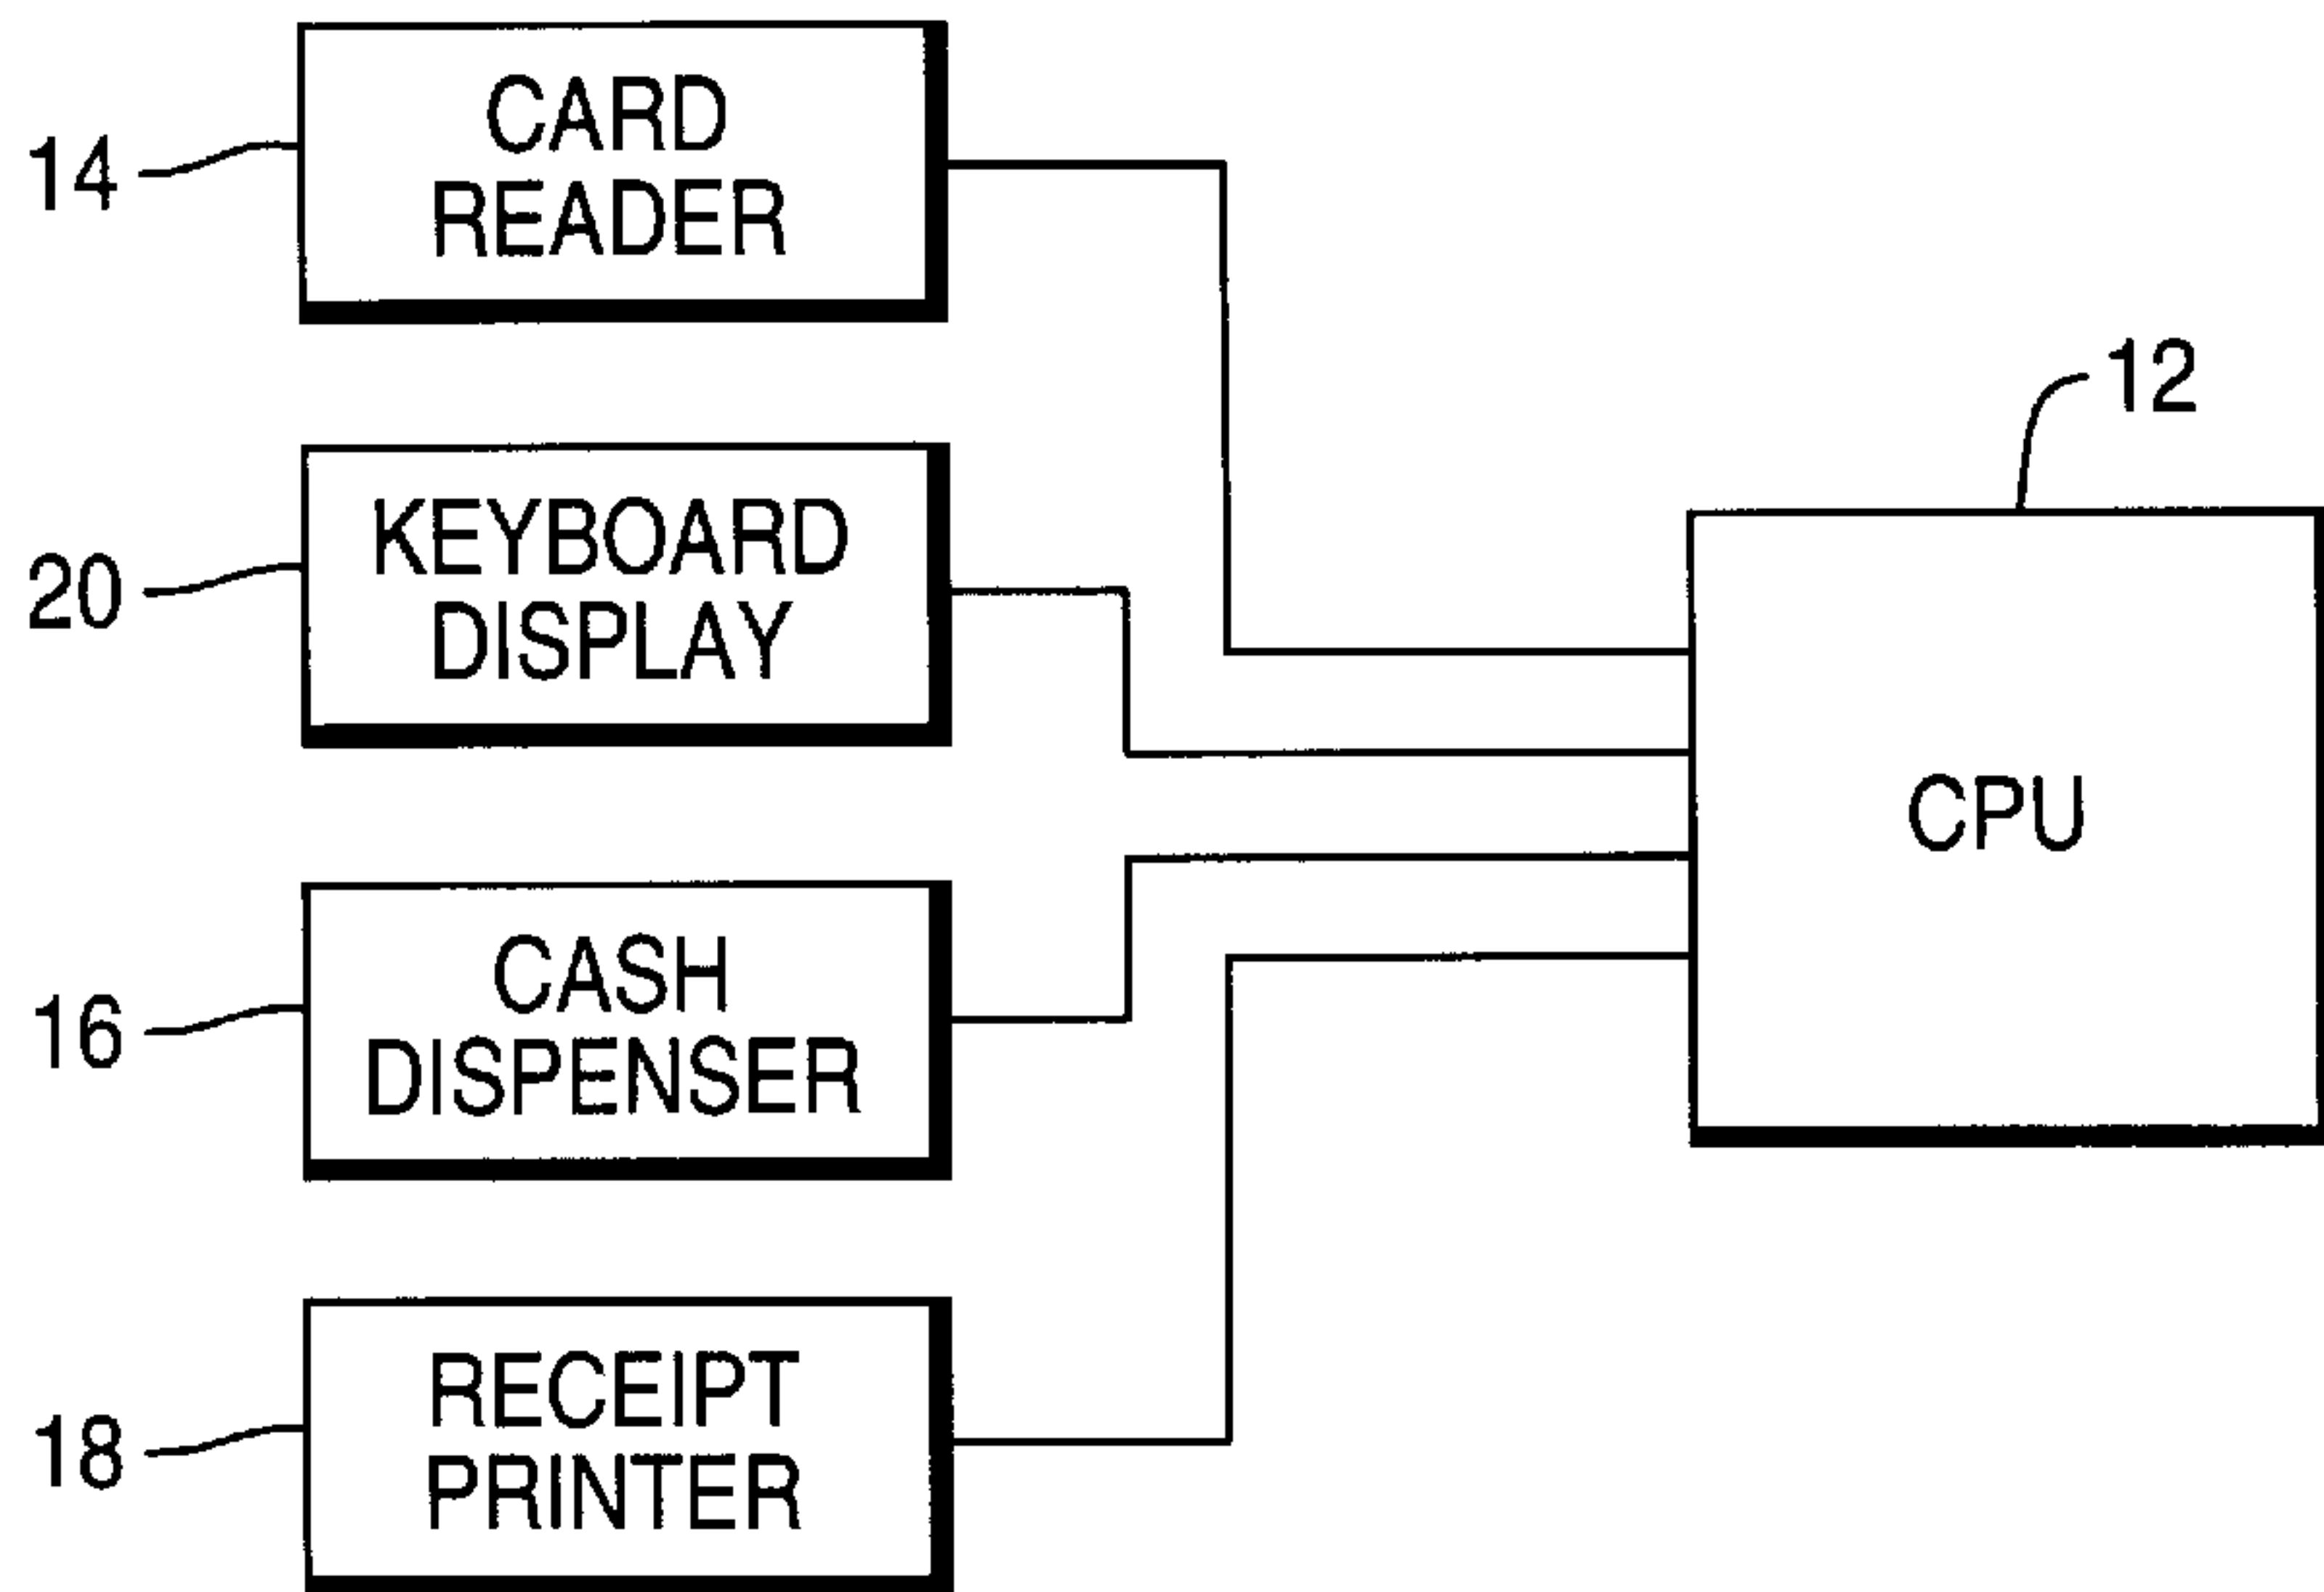 14
CARD
READER
12
20
KEYBOARD
DISPLAY
CPU
16
CASH
DISPENSER
18
RECEIPT
PRINTER